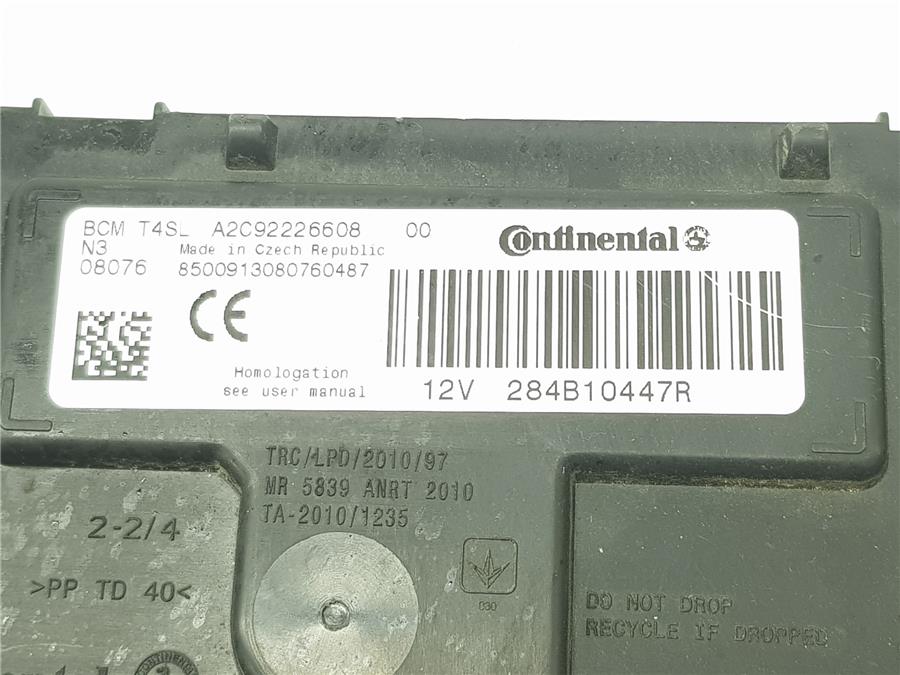 BCM T4SL A2C92226608 00
N3 Made in Czech Republic
08076 8500913080760487
Continental
CE
Homologation
see user manual
12V 284B10447R
TRC/LPD/2010/97
MR 5839 ANRT 2010
TA-2010/1235
2-2/4
>PP TD 40<
030
DO NOT DROP
RECYCLE IF DROPPED
CONTINENTAL